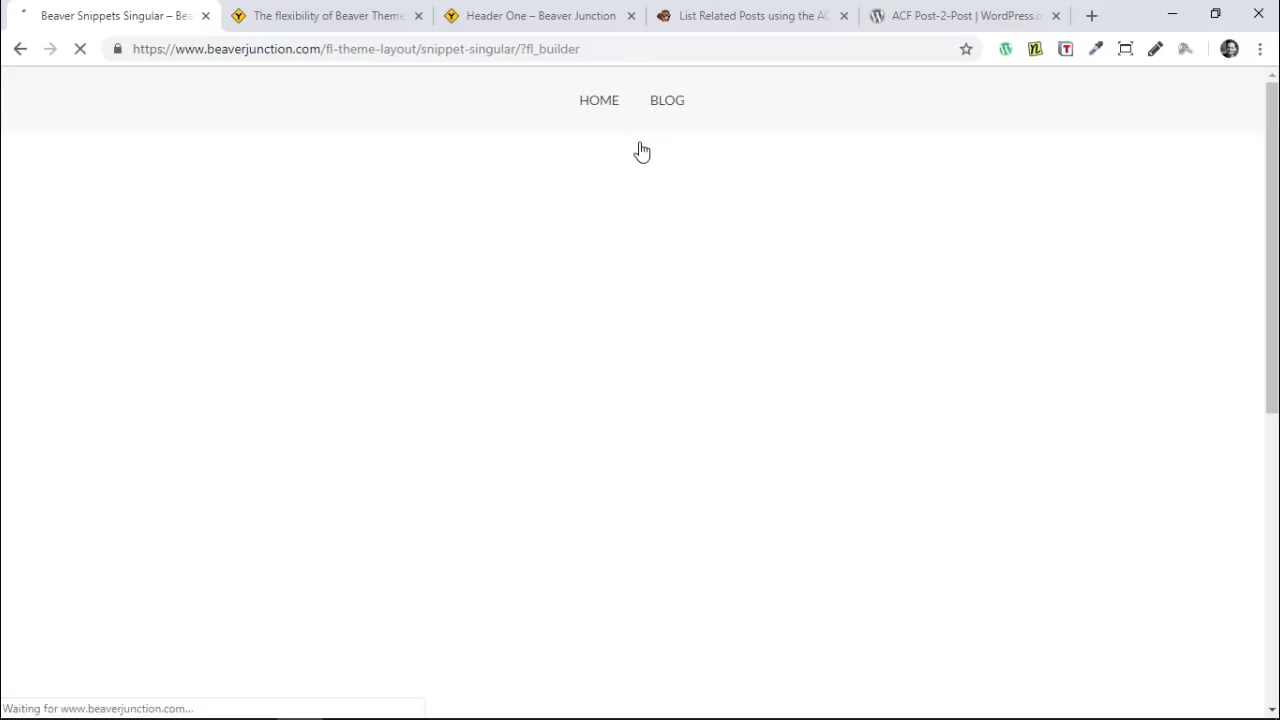 Beaver Snippets Singular – Bea
The flexibility of Beaver Theme
Header One – Beaver Junction
List Related Posts using the AC
ACF Post-2-Post | WordPress.o
https://www.beaverjunction.com/fl-theme-layout/snippet-singular/?fl_builder
HOME
BLOG
Waiting for www.beaverjunction.com...